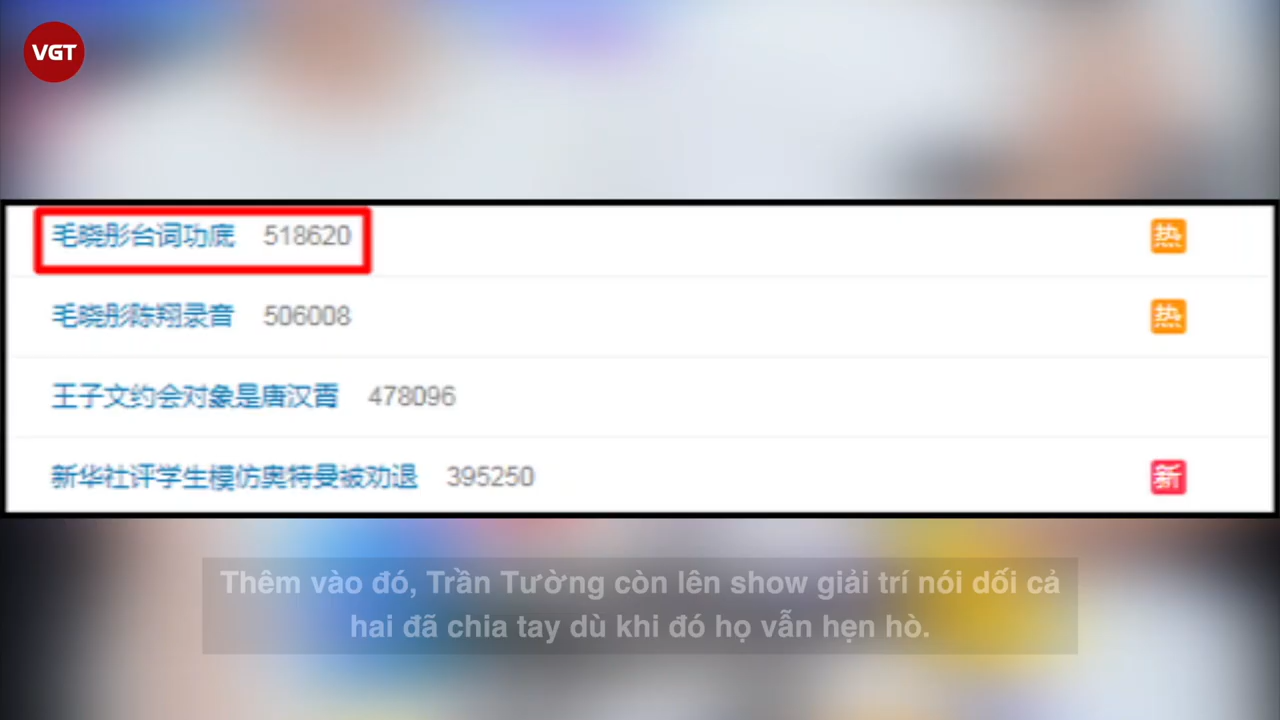 VGT
毛晓彤台词功底 518620 热
毛晓彤陈翔录音 506008 热
王子文约会对象是唐汉霄 478096
新华社评学生模仿奥特曼被劝退 395250 新
Thêm vào đó, Trần Tường còn lên show giải trí nói dối cả
hai đã chia tay dù khi đó họ vẫn hẹn hò.